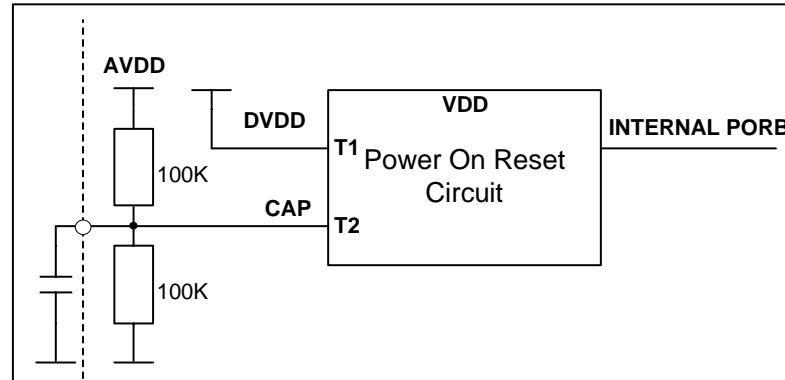 AVDD
VDD
DVDD
INTERNAL PORB
T1
Power On Reset
Circuit
100K
CAP
T2
100K